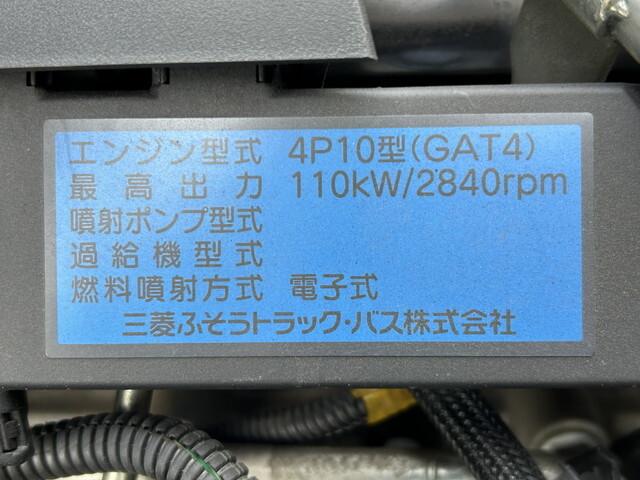 エンジン型式 4P10型(GAT4)
最高出力 110kW/2840rpm
噴射ポンプ型式
過給機型式
燃料噴射方式 電子式
三菱ふそうトラック・バス株式会社